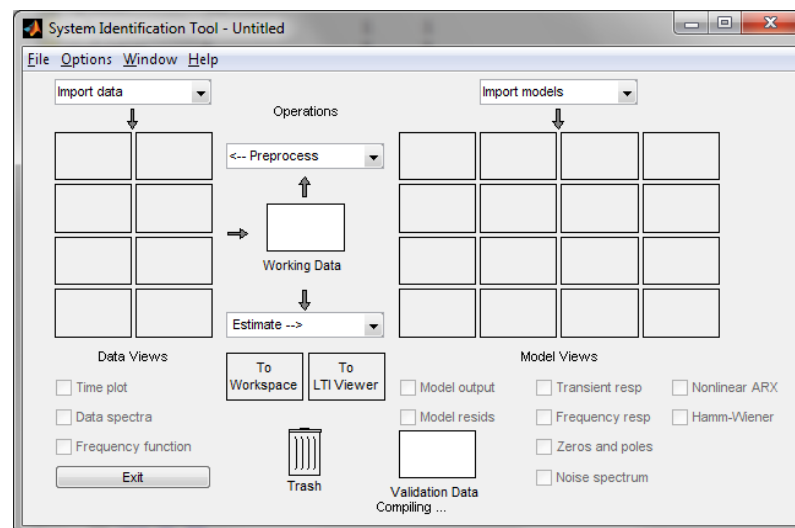 System Identification Tool - Untitled
File Options Window Help
Import data
Import models
Operations
<-- Preprocess
Working Data
Estimate -->
Data Views
Model Views
To
Workspace
To
LTI Viewer
Time plot
Data spectra
Frequency function
Model output
Model resids
Transient resp
Frequency resp
Zeros and poles
Noise spectrum
Nonlinear ARX
Hamm-Wiener
Exit
Trash
Validation Data
Compiling ...